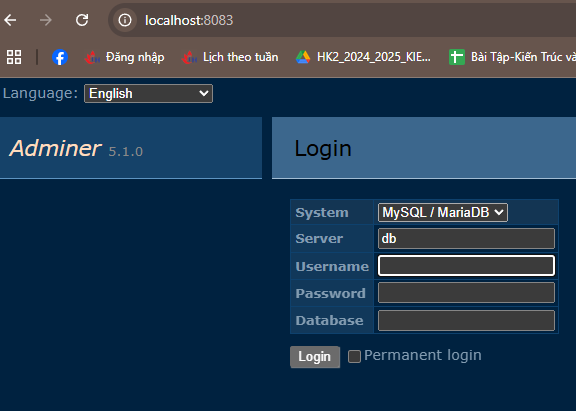 localhost:8083
Đăng nhập Lịch theo tuần HK2_2024_2025_KIE... Bài Tập-Kiến Trúc và
Language: English
Adminer 5.1.0
Login
System MySQL / MariaDB
Server db
Username
Password
Database
Login Permanent login